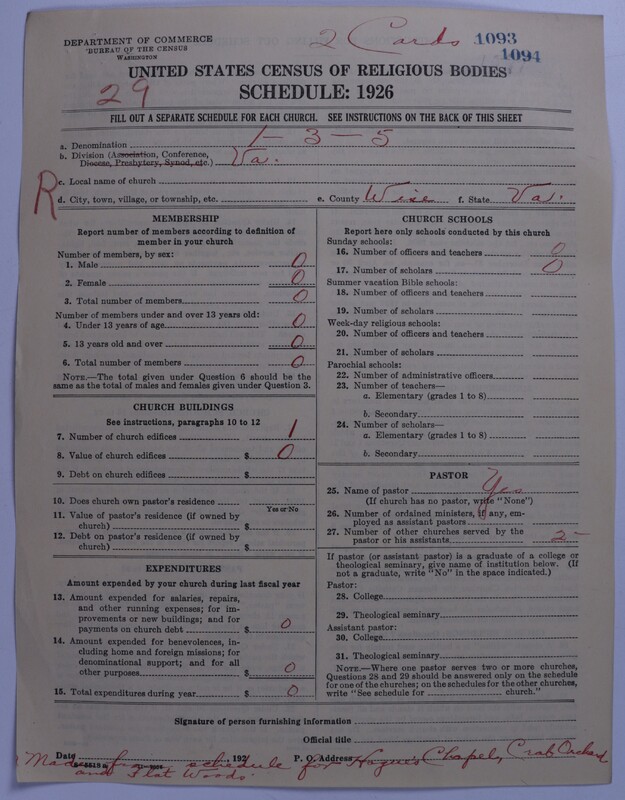 DEPARTMENT OF COMMERCE
BUREAU OF THE CENSUS
WASHINGTON
2 Cards 1093
1094
UNITED STATES CENSUS OF RELIGIOUS BODIES
29
SCHEDULE: 1926
FILL OUT A SEPARATE SCHEDULE FOR EACH CHURCH. SEE INSTRUCTIONS ON THE BACK OF THIS SHEET
a. Denomination 1-3-5
b. Division (Association, Conference,
Diocese, Presbytery, Synod, etc.) Va.
R
c. Local name of church
d. City, town, village, or township, etc. e. County Wise f. State Va.
MEMBERSHIP
Report number of members according to definition of
member in your church
Number of members, by sex:
1. Male 0
2. Female 0
3. Total number of members 0
Number of members under and over 13 years old:
4. Under 13 years of age 0
5. 13 years old and over 0
6. Total number of members 0
NOTE.—The total given under Question 6 should be the
same as the total of males and females given under Question 3.
CHURCH BUILDINGS
See instructions, paragraphs 10 to 12
7. Number of church edifices 1
8. Value of church edifices $ 0
9. Debt on church edifices $
10. Does church own pastor's residence
Yes or No
11. Value of pastor's residence (if owned by
church) $
12. Debt on pastor's residence (if owned by
church) $
EXPENDITURES
Amount expended by your church during last fiscal year
13. Amount expended for salaries, repairs,
and other running expenses; for im-
provements or new buildings; and for
payments on church debt $ 0
14. Amount expended for benevolences, in-
cluding home and foreign missions; for
denominational support; and for all
other purposes $ 0
15. Total expenditures during year $ 0
CHURCH SCHOOLS
Report here only schools conducted by this church
Sunday schools:
16. Number of officers and teachers 0
17. Number of scholars 0
Summer vacation Bible schools:
18. Number of officers and teachers
19. Number of scholars
Week-day religious schools:
20. Number of officers and teachers
21. Number of scholars
Parochial schools:
22. Number of administrative officers
23. Number of teachers—
a. Elementary (grades 1 to 8)
b. Secondary
24. Number of scholars—
a. Elementary (grades 1 to 8)
b. Secondary
PASTOR
25. Name of pastor Yes
(If church has no pastor, write "None")
26. Number of ordained ministers, if any, em-
ployed as assistant pastors
27. Number of other churches served by the
pastor or his assistants 2-
If pastor (or assistant pastor) is a graduate of a college or
theological seminary, give name of institution below. (If
not a graduate, write "No" in the space indicated.)
Pastor:
28. College
29. Theological seminary
Assistant pastor:
30. College
31. Theological seminary
NOTE.—Where one pastor serves two or more churches,
Questions 28 and 29 should be answered only on the schedule
for one of the churches; on the schedules for the other churches,
write "See schedule for church."
Signature of person furnishing information
Official title
Date , 192 P. O. Address
Made from schedule for Hague's Chapel, Crab Orchard
and Flat Woods.